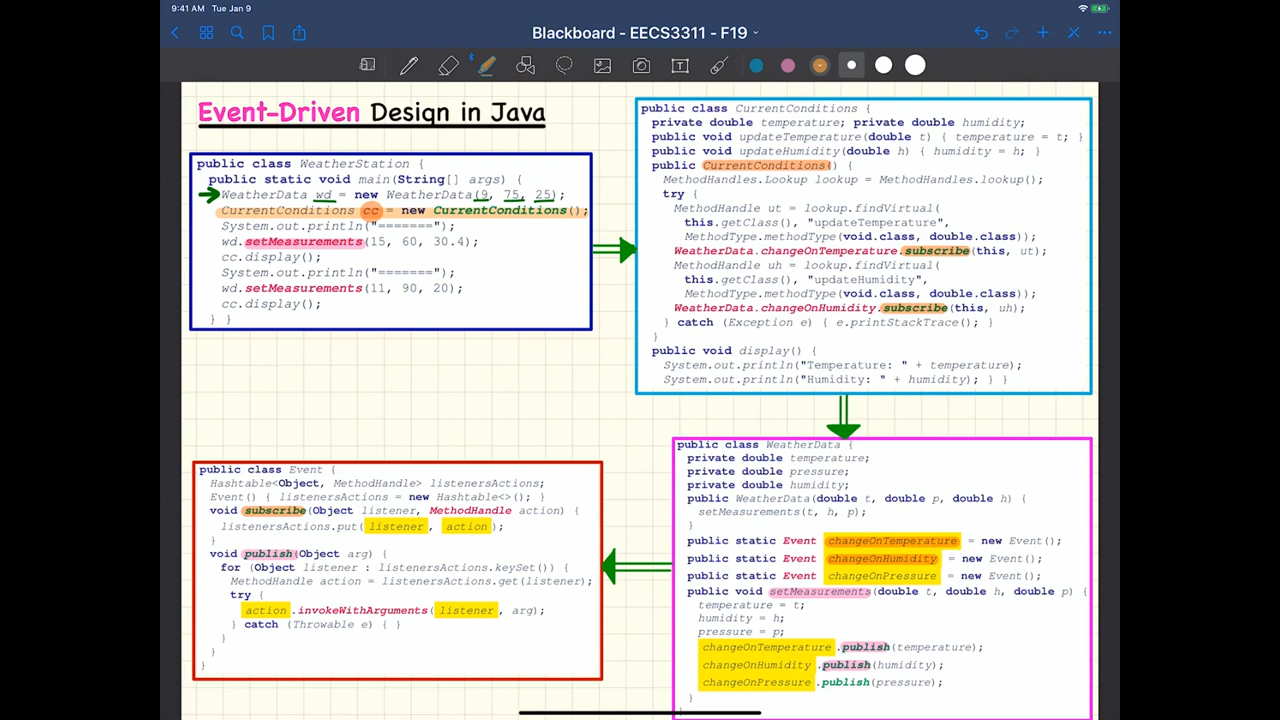 9:41 AM Tue Jan 9
Blackboard - EECS3311 - F19
Event-Driven Design in Java
public class WeatherStation {
public static void main(String[] args) {
WeatherData wd = new WeatherData(9, 75, 25);
CurrentConditions cc = new CurrentConditions();
System.out.println("=======");
wd.setMeasurements(15, 60, 30.4);
cc.display();
System.out.println("=======");
wd.setMeasurements(11, 90, 20);
cc.display();
} }
public class CurrentConditions {
private double temperature; private double humidity;
public void updateTemperature(double t) { temperature = t; }
public void updateHumidity(double h) { humidity = h; }
public CurrentConditions() {
MethodHandles.Lookup lookup = MethodHandles.lookup();
try {
MethodHandle ut = lookup.findVirtual(
this.getClass(), "updateTemperature",
MethodType.methodType(void.class, double.class));
WeatherData.changeOnTemperature.subscribe(this, ut);
MethodHandle uh = lookup.findVirtual(
this.getClass(), "updateHumidity",
MethodType.methodType(void.class, double.class));
WeatherData.changeOnHumidity.subscribe(this, uh);
} catch (Exception e) { e.printStackTrace(); }
}
public void display() {
System.out.println("Temperature: " + temperature);
System.out.println("Humidity: " + humidity); } }
public class Event {
Hashtable<Object, MethodHandle> listenersActions;
Event() { listenersActions = new Hashtable<>(); }
void subscribe(Object listener, MethodHandle action) {
listenersActions.put( listener , action );
}
void publish(Object arg) {
for (Object listener : listenersActions.keySet()) {
MethodHandle action = listenersActions.get(listener);
try {
action .invokeWithArguments( listener , arg);
} catch (Throwable e) { }
}
}
}
public class WeatherData {
private double temperature;
private double pressure;
private double humidity;
public WeatherData(double t, double p, double h) {
setMeasurements(t, h, p);
}
public static Event changeOnTemperature = new Event();
public static Event changeOnHumidity = new Event();
public static Event changeOnPressure = new Event();
public void setMeasurements(double t, double h, double p) {
temperature = t;
humidity = h;
pressure = p;
changeOnTemperature .publish(temperature);
changeOnHumidity .publish(humidity);
changeOnPressure .publish(pressure);
}
}